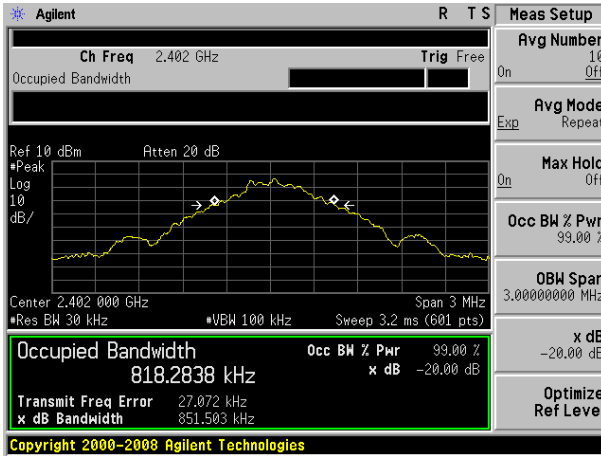 Agilent R T S Meas Setup
Avg Number
10
On Off
Ch Freq 2.402 GHz Trig Free
Occupied Bandwidth
Avg Mode
Exp Repeat
Ref 10 dBm Atten 20 dB
#Peak
Log
10
dB/
Max Hold
On Off
Occ BW % Pwr
99.00 %
OBW Span
3.00000000 MHz
Center 2.402 000 GHz Span 3 MHz
#Res BW 30 kHz #VBW 100 kHz Sweep 3.2 ms (601 pts)
x dB
-20.00 dB
Occupied Bandwidth Occ BW % Pwr 99.00 %
818.2838 kHz x dB -20.00 dB
Transmit Freq Error 27.072 kHz
x dB Bandwidth 851.503 kHz
Optimize
Ref Level
Copyright 2000-2008 Agilent Technologies